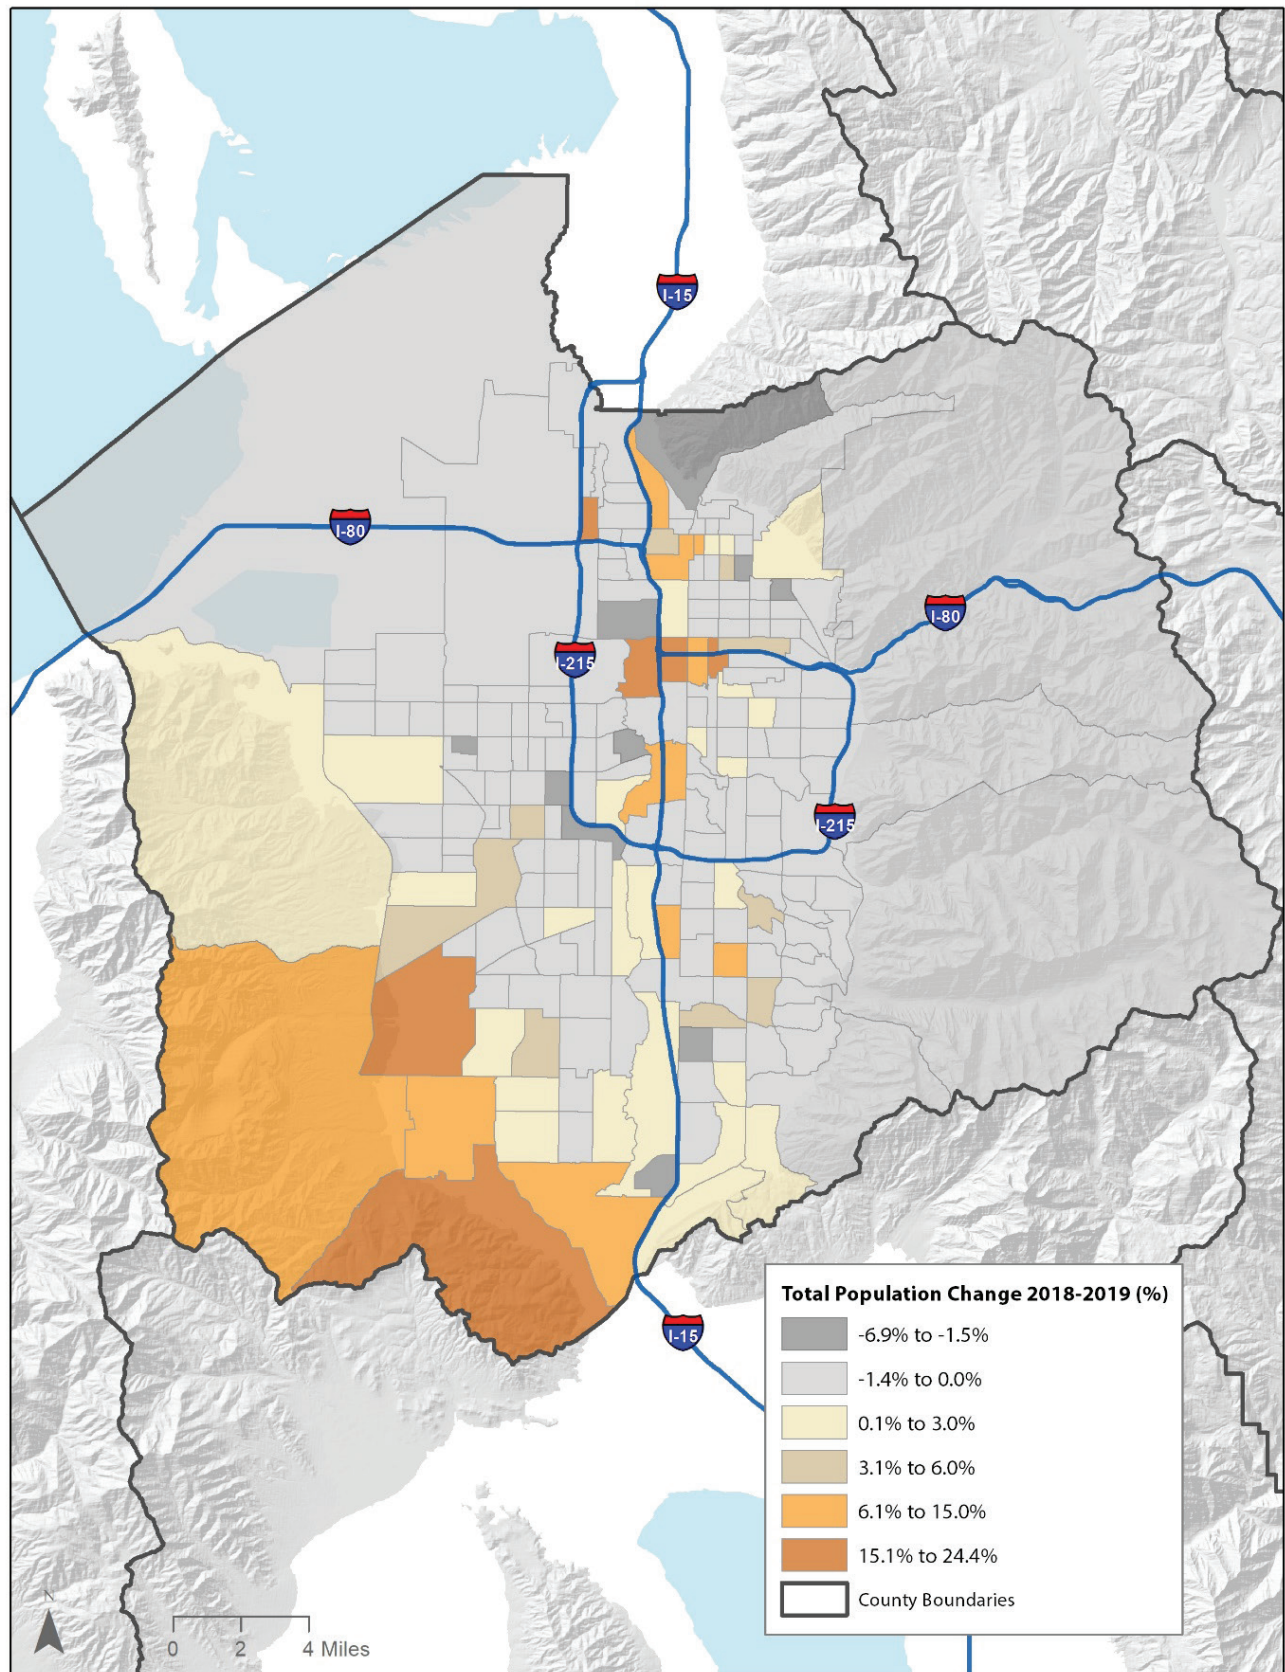 I-15
I-80
I-80
I-215
I-215
I-15
Total Population Change 2018-2019 (%)
-6.9% to -1.5%
-1.4% to 0.0%
0.1% to 3.0%
3.1% to 6.0%
6.1% to 15.0%
15.1% to 24.4%
County Boundaries
N
0 2 4 Miles